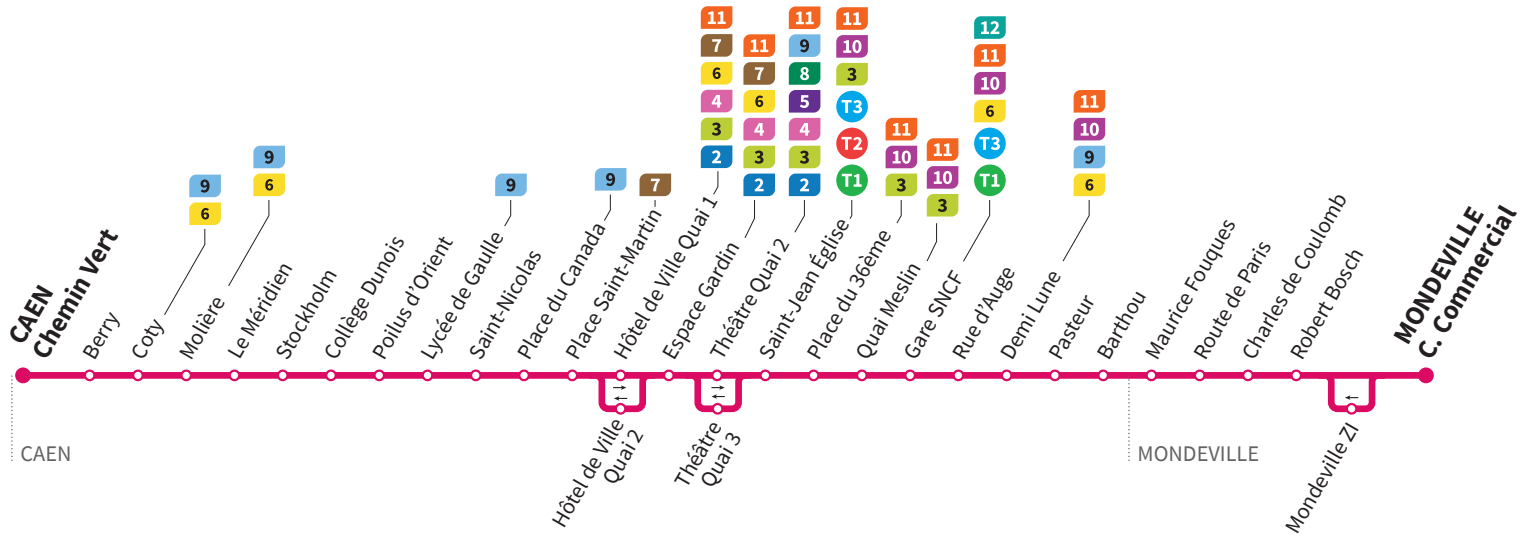 CAEN
Chemin Vert
Berry
Coty
9
6
Molière
9
6
Le Méridien
Stockholm
Collège Dunois
Poilus d'Orient
Lycée de Gaulle
9
Saint-Nicolas
Place du Canada
9
Place Saint-Martin
7
Hôtel de Ville Quai 1
11
7
6
4
3
2
Espace Gardin
11
7
6
4
3
2
Théâtre Quai 2
11
9
8
5
4
3
2
Saint-Jean Église
11
10
3
T3
T2
T1
Place du 36ème
11
10
3
Quai Meslin
11
10
3
Gare SNCF
12
11
10
6
T3
T1
Rue d'Auge
Demi Lune
11
10
9
6
Pasteur
Barthou
Maurice Fouques
Route de Paris
Charles de Coulomb
Robert Bosch
MONDEVILLE
C. Commercial
Hôtel de Ville
Quai 2
Théâtre
Quai 3
Mondeville ZI
CAEN
MONDEVILLE